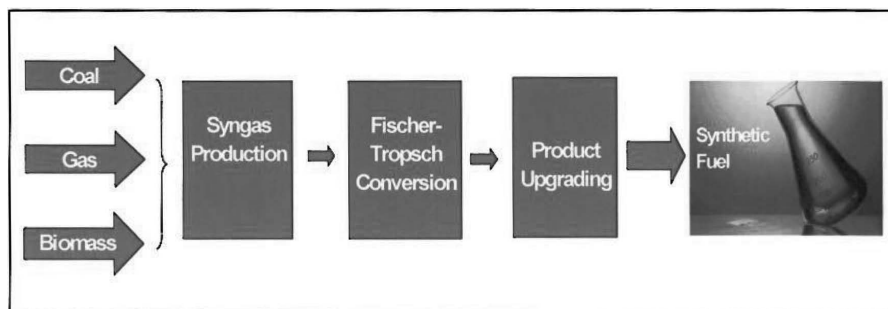 Coal
Gas
Biomass
Syngas
Production
Fischer-
Tropsch
Conversion
Product
Upgrading
Synthetic
Fuel